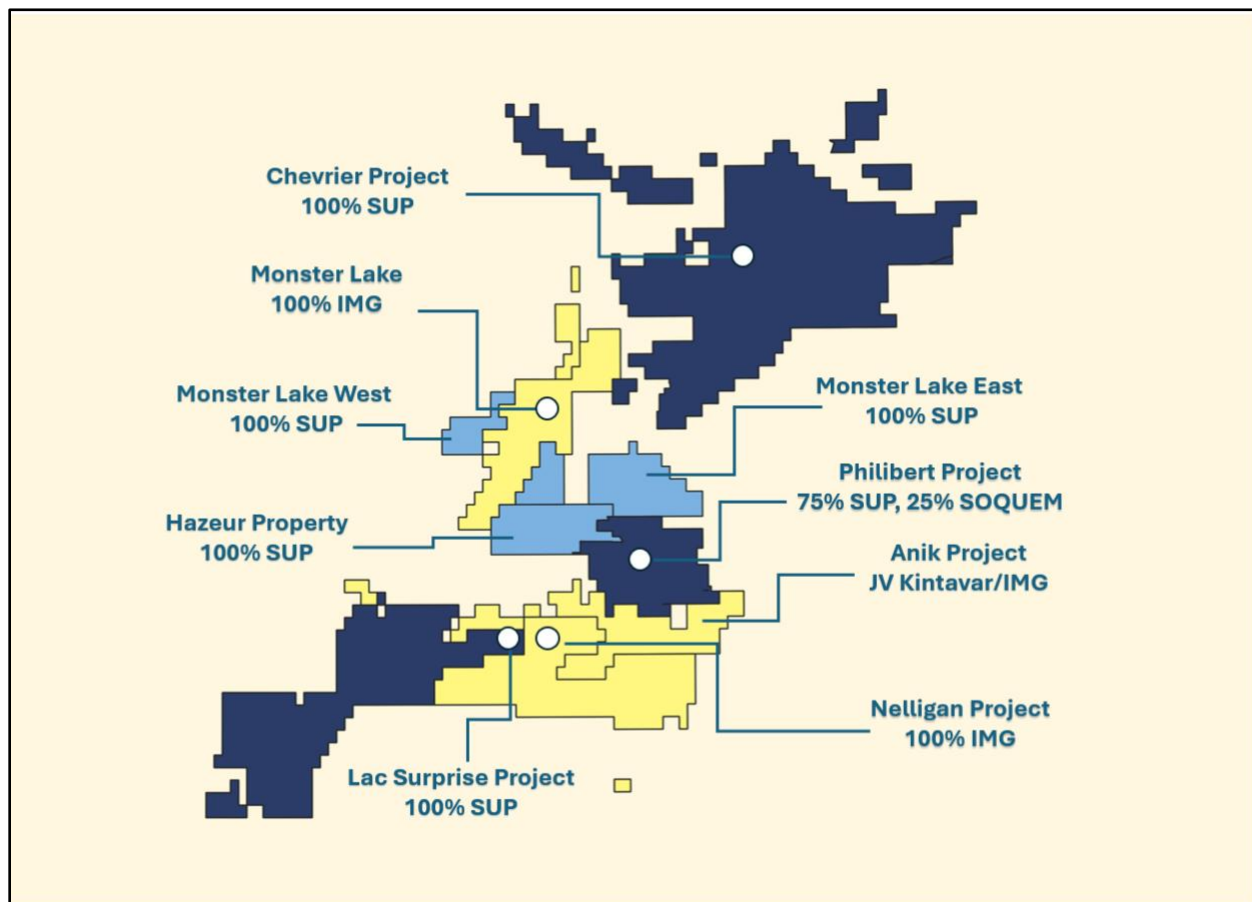 Chevrier Project
100% SUP
Monster Lake
100% IMG
Monster Lake West
100% SUP
Monster Lake East
100% SUP
Philibert Project
75% SUP, 25% SOQUEM
Hazeur Property
100% SUP
Anik Project
JV Kintavar/IMG
Nelligan Project
100% IMG
Lac Surprise Project
100% SUP